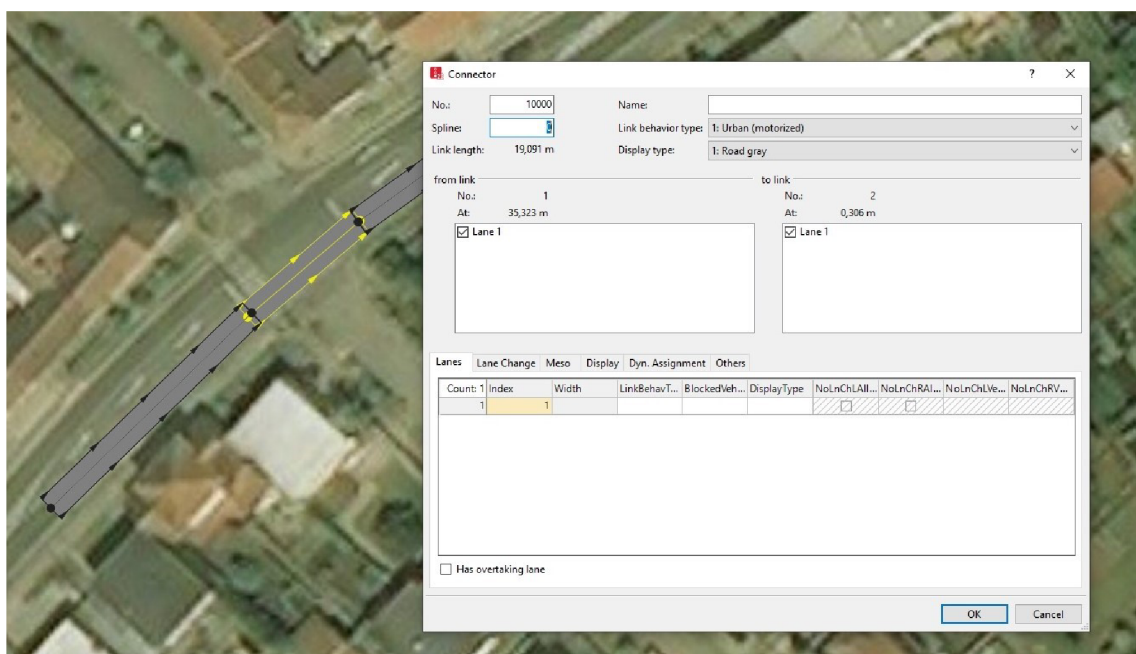 Connector
No.: 10000 Name:
Spline: Link behavior type: 1: Urban (motorized)
Link length: 19,091 m Display type: 1: Road gray
from link to link
No.: 1 No.: 2
At: 35,323 m At: 0,306 m
Lane 1 Lane 1
Lanes Lane Change Meso Display Dyn. Assignment Others
Count: 1 Index Width LinkBehavT... BlockedVeh... DisplayType NoLnChLAll... NoLnChRAl... NoLnChLVe... NoLnChRV...
1 1
Has overtaking lane
OK Cancel